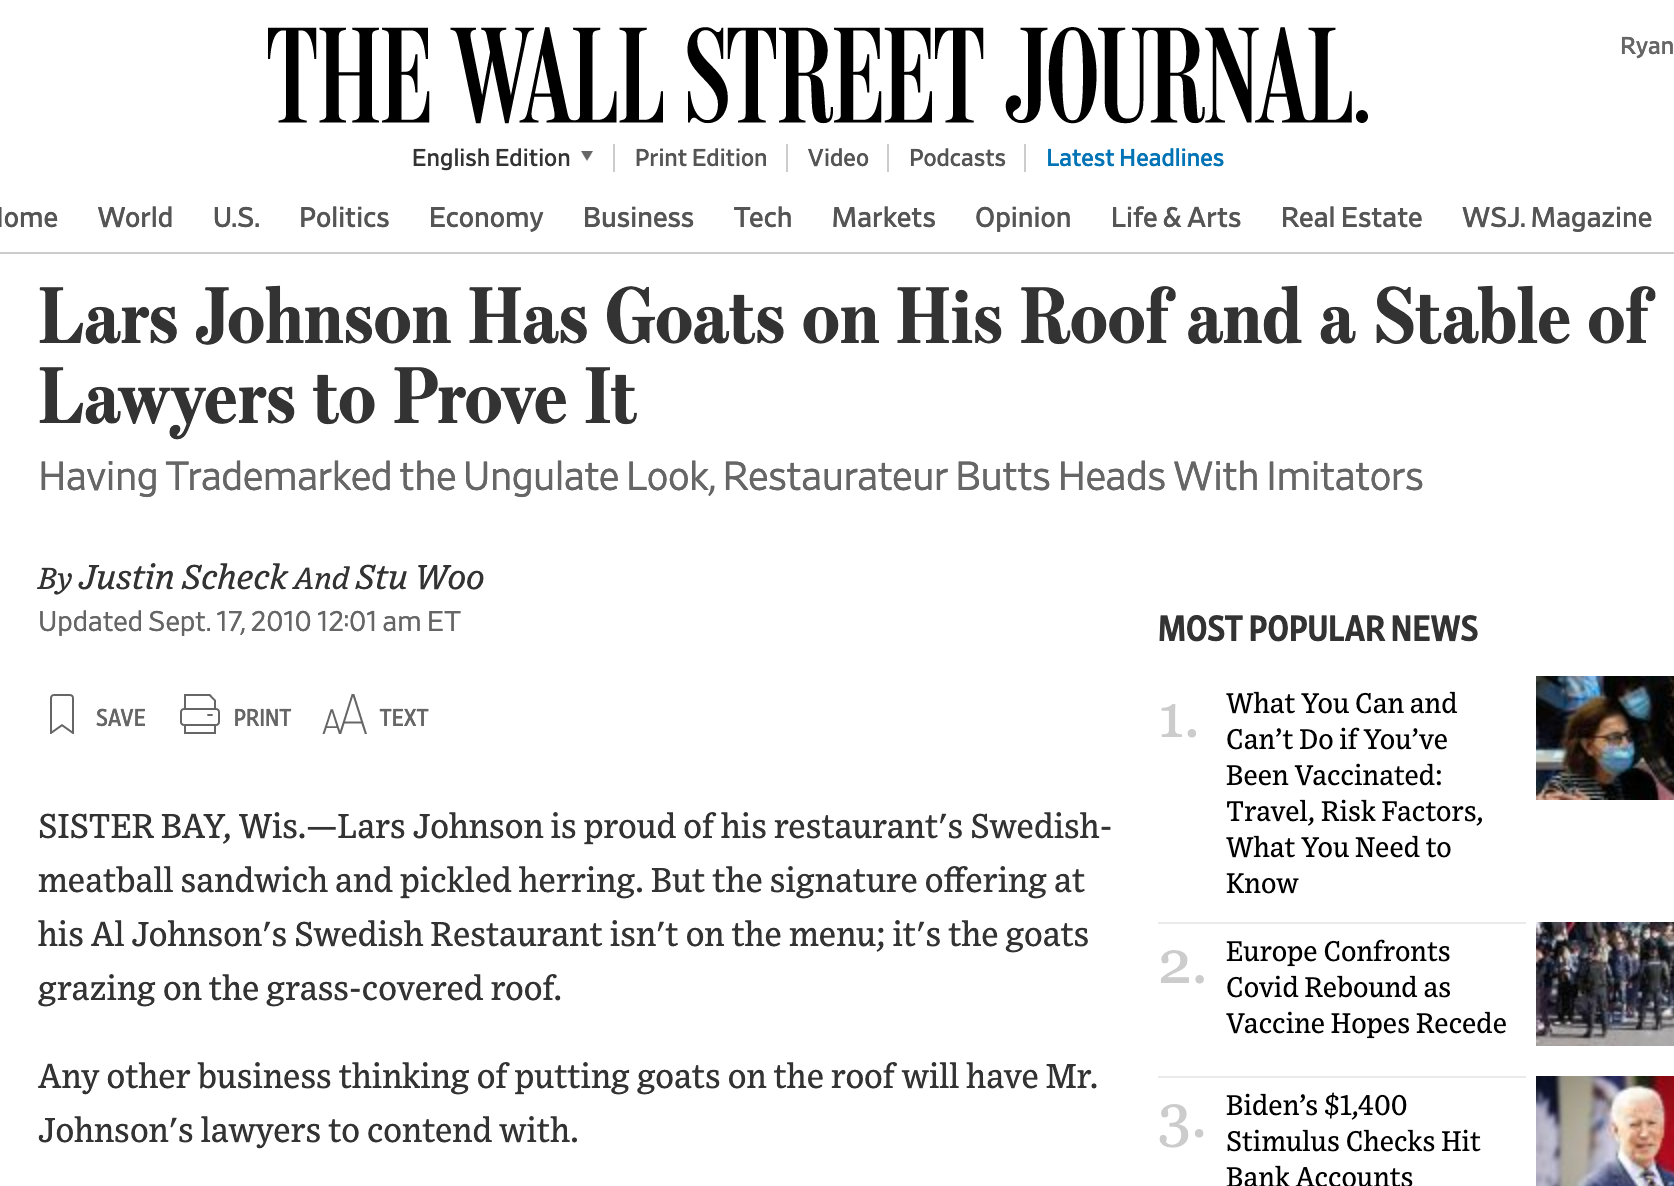 THE WALL STREET JOURNAL.
Ryan
English Edition ▼ | Print Edition | Video | Podcasts | Latest Headlines
ome World U.S. Politics Economy Business Tech Markets Opinion Life & Arts Real Estate WSJ. Magazine
Lars Johnson Has Goats on His Roof and a Stable of
Lawyers to Prove It
Having Trademarked the Ungulate Look, Restaurateur Butts Heads With Imitators
By Justin Scheck And Stu Woo
Updated Sept. 17, 2010 12:01 am ET
SAVE PRINT AA TEXT
SISTER BAY, Wis.—Lars Johnson is proud of his restaurant's Swedish-
meatball sandwich and pickled herring. But the signature offering at
his Al Johnson's Swedish Restaurant isn't on the menu; it's the goats
grazing on the grass-covered roof.
Any other business thinking of putting goats on the roof will have Mr.
Johnson's lawyers to contend with.
MOST POPULAR NEWS
1. What You Can and
Can’t Do if You’ve
Been Vaccinated:
Travel, Risk Factors,
What You Need to
Know
2. Europe Confronts
Covid Rebound as
Vaccine Hopes Recede
3. Biden’s $1,400
Stimulus Checks Hit
Bank Accounts